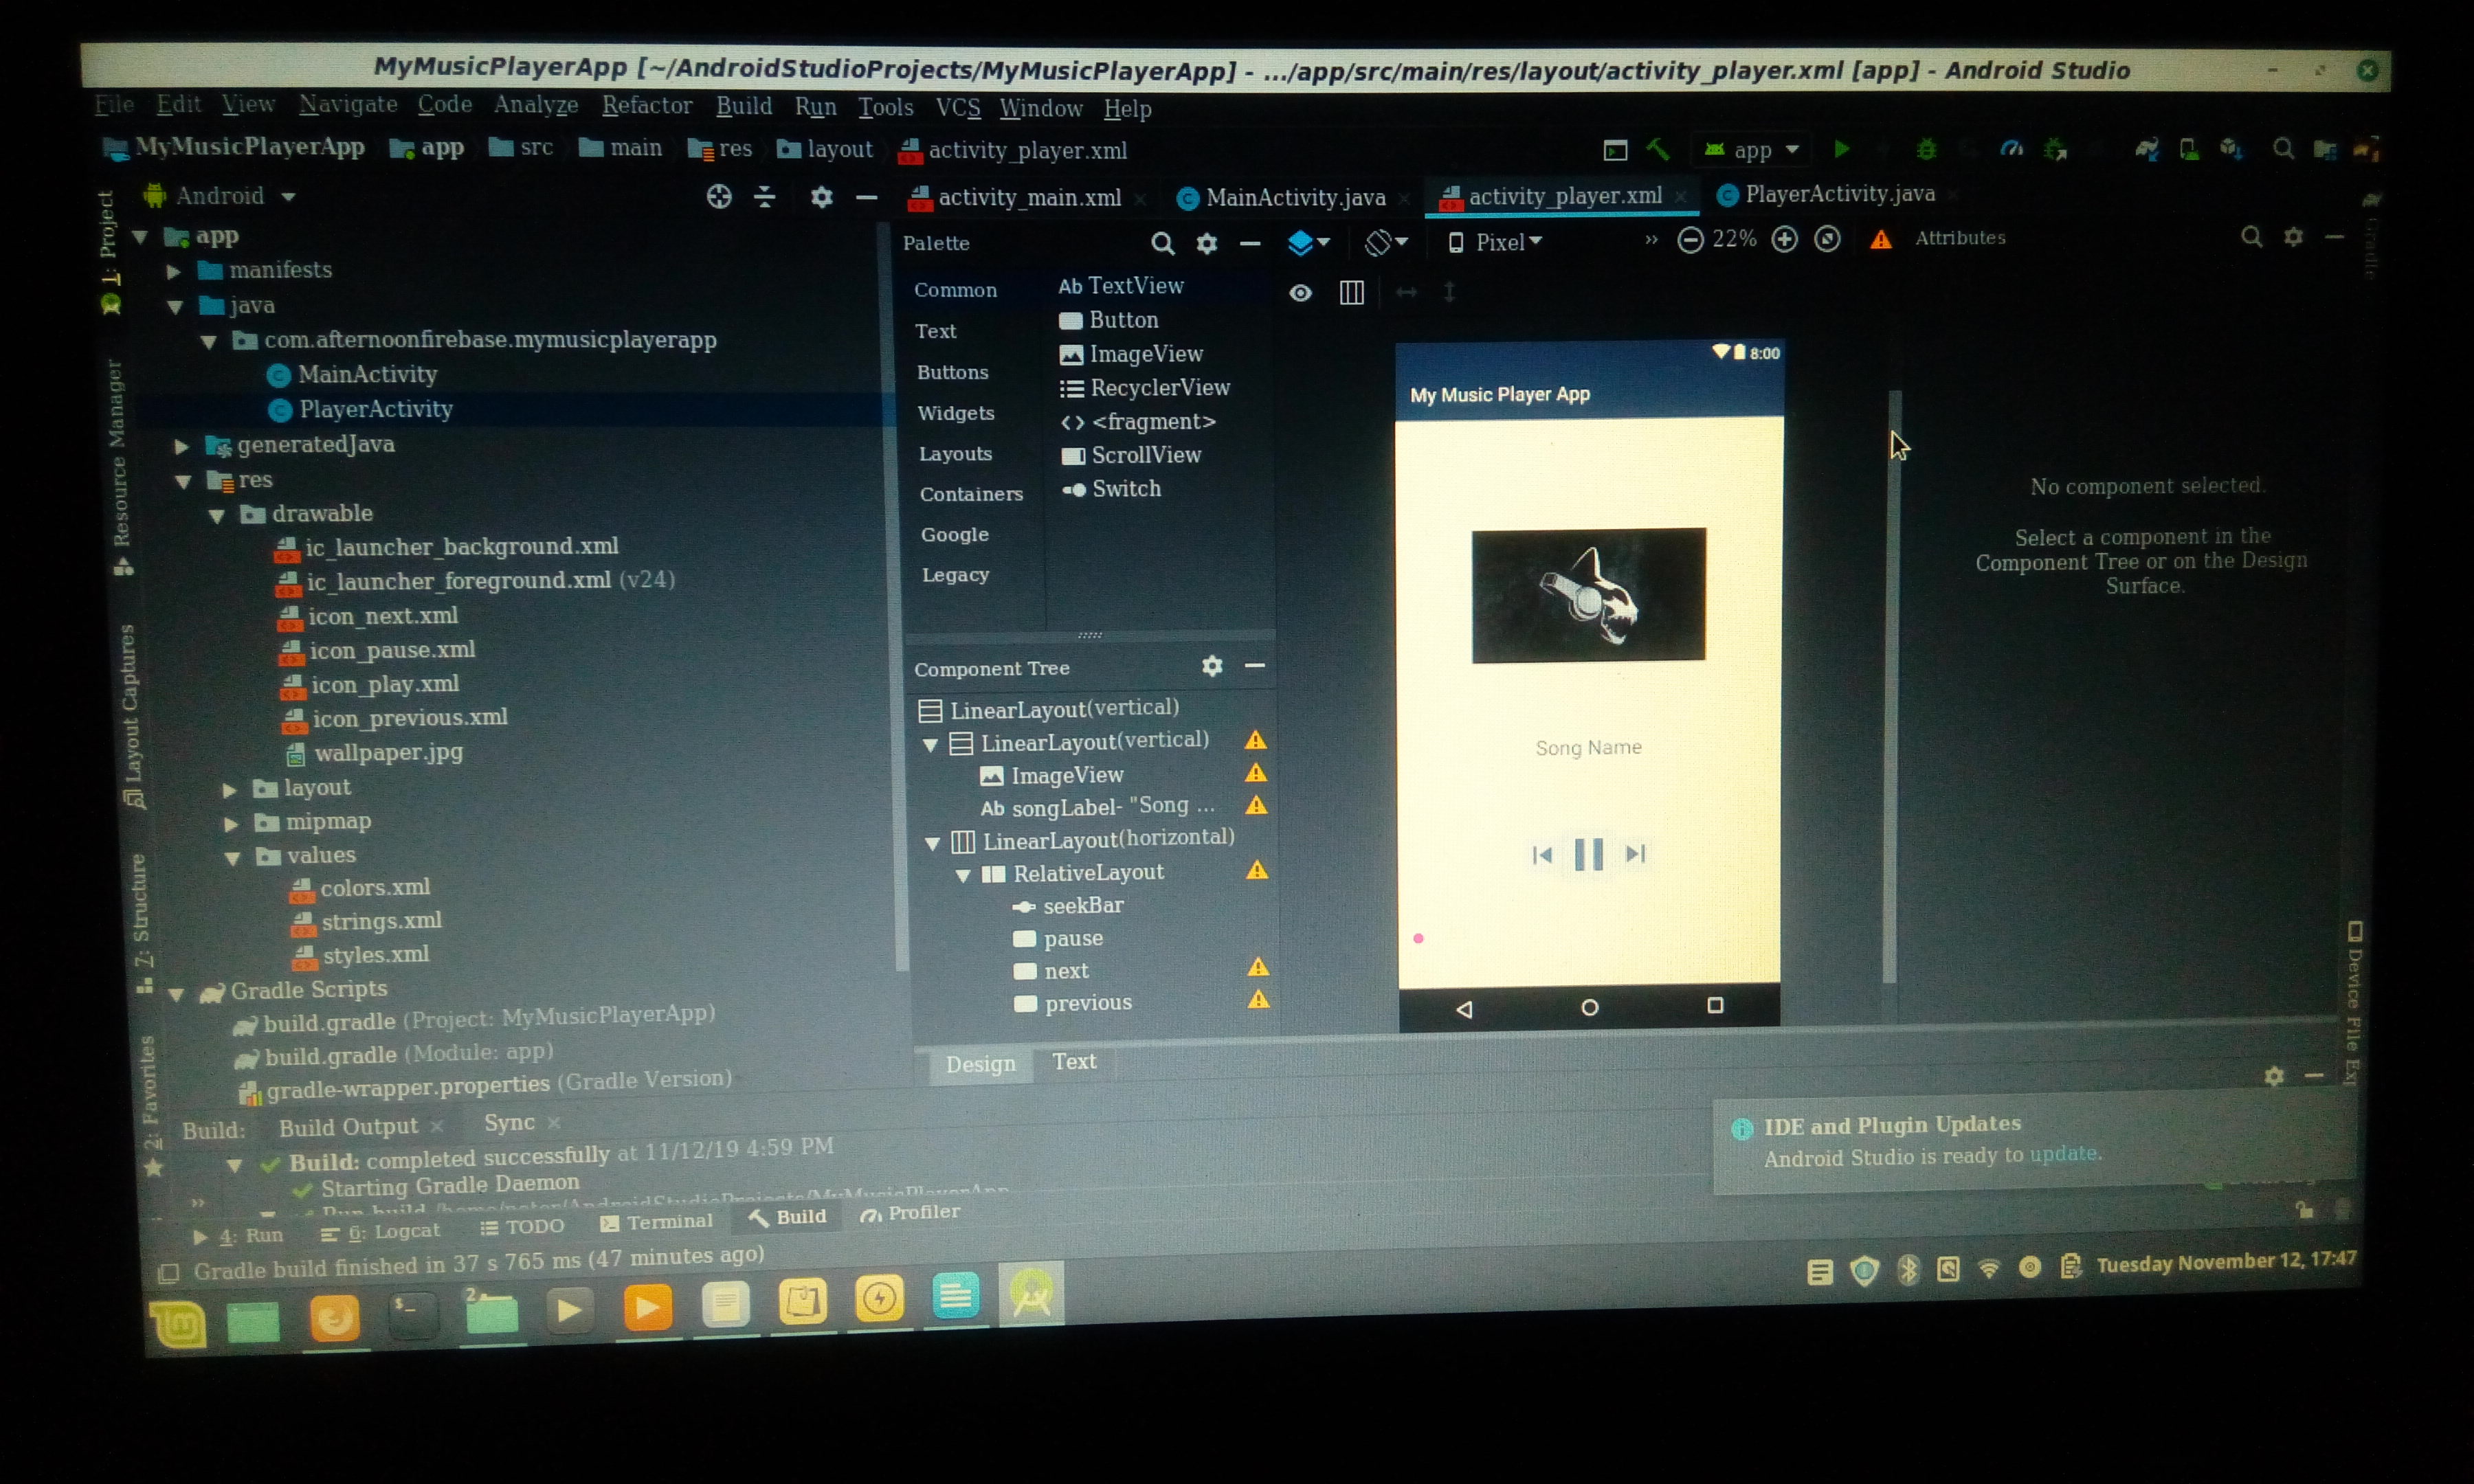 MyMusicPlayerApp [~/AndroidStudioProjects/MyMusicPlayerApp] - .../app/src/main/res/layout/activity_player.xml [app] - Android Studio
File Edit View Navigate Code Analyze Refactor Build Run Tools VCS Window Help
MyMusicPlayerApp app src main res layout activity_player.xml
app
Android
activity_main.xml MainActivity.java activity_player.xml PlayerActivity.java
1: Project
Resource Manager
Layout Captures
7: Structure
2: Favorites
app
manifests
java
com.afternoonfirebase.mymusicplayerapp
MainActivity
PlayerActivity
generatedJava
res
drawable
ic_launcher_background.xml
ic_launcher_foreground.xml (v24)
icon_next.xml
icon_pause.xml
icon_play.xml
icon_previous.xml
wallpaper.jpg
layout
mipmap
values
colors.xml
strings.xml
styles.xml
Gradle Scripts
build.gradle (Project: MyMusicPlayerApp)
build.gradle (Module: app)
gradle-wrapper.properties (Gradle Version)
Palette
Common
Text
Buttons
Widgets
Layouts
Containers
Google
Legacy
Ab TextView
Button
ImageView
RecyclerView
<> <fragment>
ScrollView
Switch
Component Tree
LinearLayout(vertical)
LinearLayout(vertical)
ImageView
Ab songLabel- "Song ...
LinearLayout(horizontal)
RelativeLayout
seekBar
pause
next
previous
Design Text
Pixel
» 22%
8:00
My Music Player App
Song Name
Attributes
No component selected.
Select a component in the
Component Tree or on the Design
Surface.
Gradle
Device File Exp
Build: Build Output Sync
Build: completed successfully at 11/12/19 4:59 PM
Starting Gradle Daemon
Run build /home/
/AndroidStudioProjects/MyMusicPlayerApp
»
4: Run 6: Logcat TODO Terminal Build Profiler
Gradle build finished in 37 s 765 ms (47 minutes ago)
IDE and Plugin Updates
Android Studio is ready to update.
$_
2
Tuesday November 12, 17:47